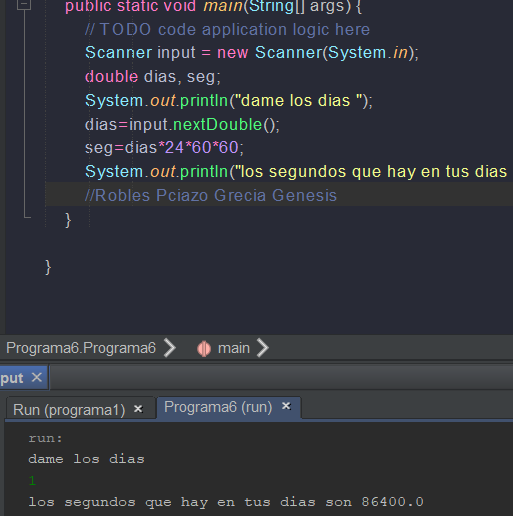 public static void main(String[] args) {
// TODO code application logic here
Scanner input = new Scanner(System.in);
double dias, seg;
System.out.println("dame los dias ");
dias=input.nextDouble();
seg=dias*24*60*60;
System.out.println("los segundos que hay en tus dias
//Robles Pciazo Grecia Genesis
}
}
Programa6.Programa6 main
put
Run (programa1) × Programa6 (run) ×
run:
dame los dias
1
los segundos que hay en tus dias son 86400.0